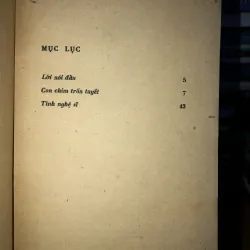 MỤC LỤC
Lời nói đầu 5
Con chim trốn tuyết 7
Tình nghệ sĩ 43